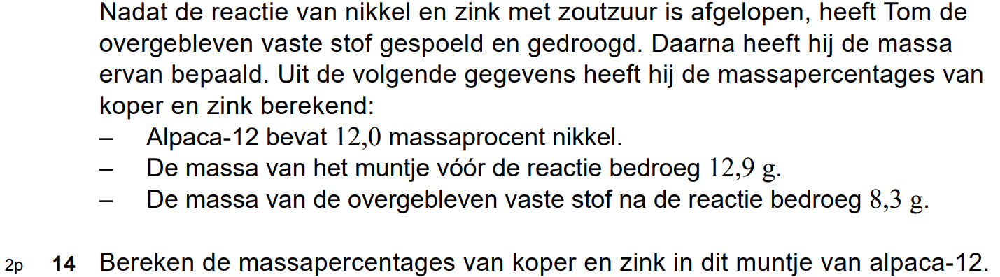 Nadat de reactie van nikkel en zink met zoutzuur is afgelopen, heeft Tom de
overgebleven vaste stof gespoeld en gedroogd. Daarna heeft hij de massa
ervan bepaald. Uit de volgende gegevens heeft hij de massapercentages van
koper en zink berekend:
– Alpaca-12 bevat 12,0 massaprocent nikkel.
– De massa van het muntje vóór de reactie bedroeg 12,9 g.
– De massa van de overgebleven vaste stof na de reactie bedroeg 8,3 g.
2p 14 Bereken de massapercentages van koper en zink in dit muntje van alpaca-12.